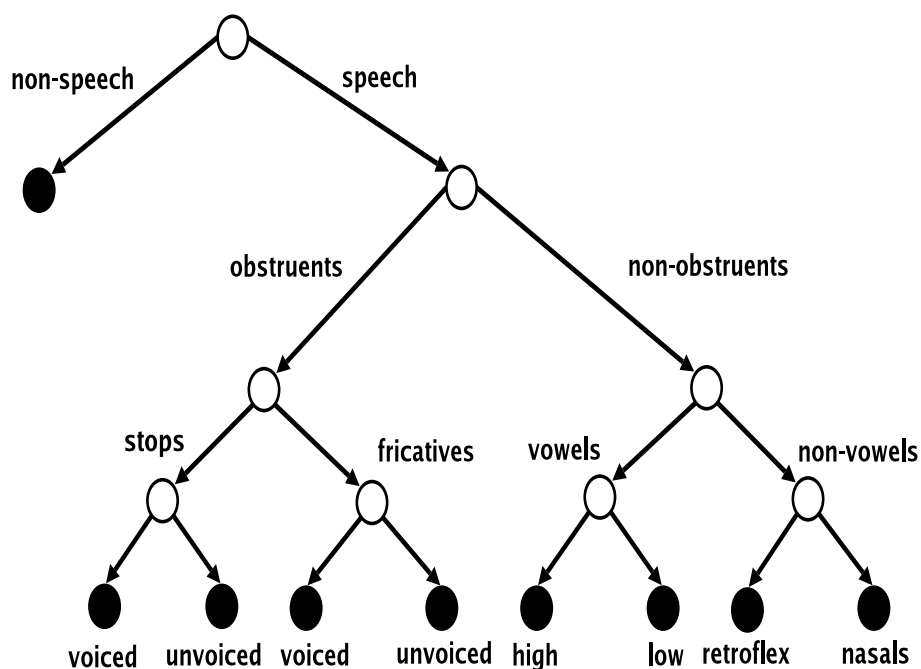 non-speech
speech
obstruents
non-obstruents
stops
fricatives
vowels
non-vowels
voiced
unvoiced
voiced
unvoiced
high
low
retroflex
nasals